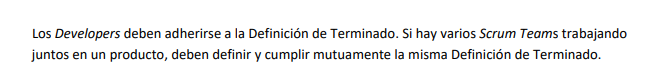 Los Developers deben adherirse a la Definición de Terminado. Si hay varios Scrum Teams trabajando
juntos en un producto, deben definir y cumplir mutuamente la misma Definición de Terminado.